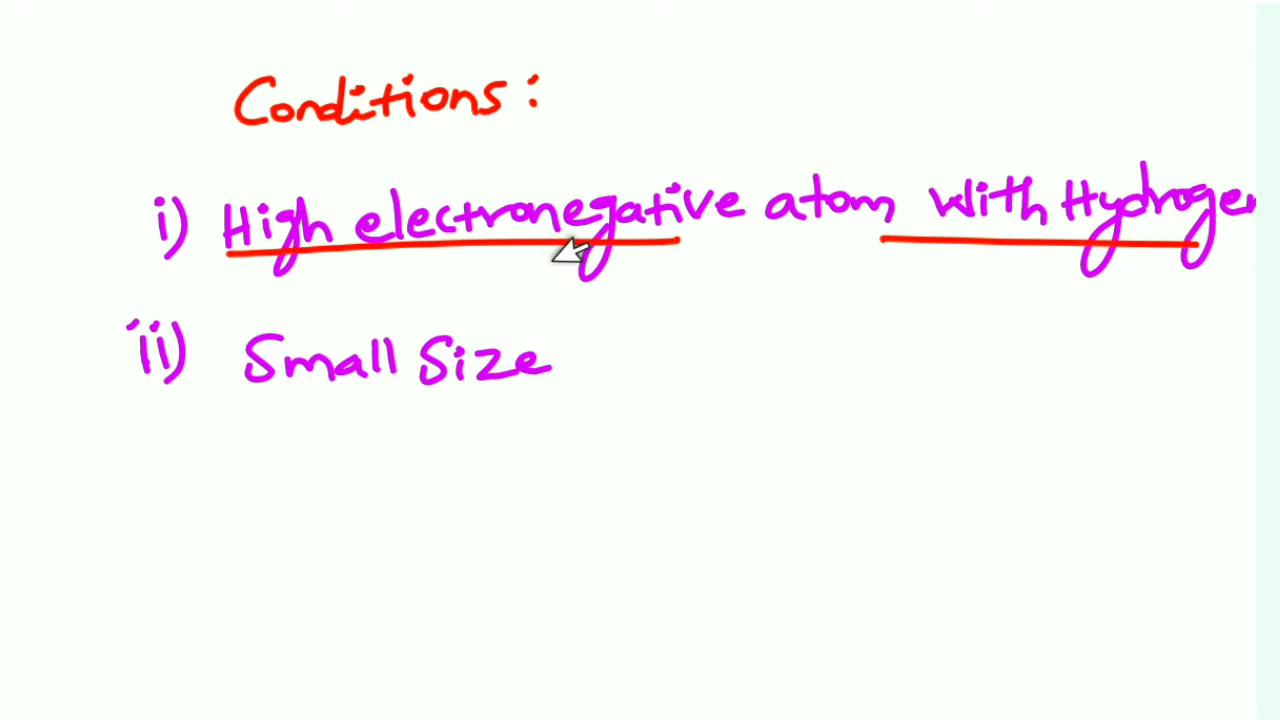 Conditions:
i) High electronegative atom with Hydrogen
ii) Small Size